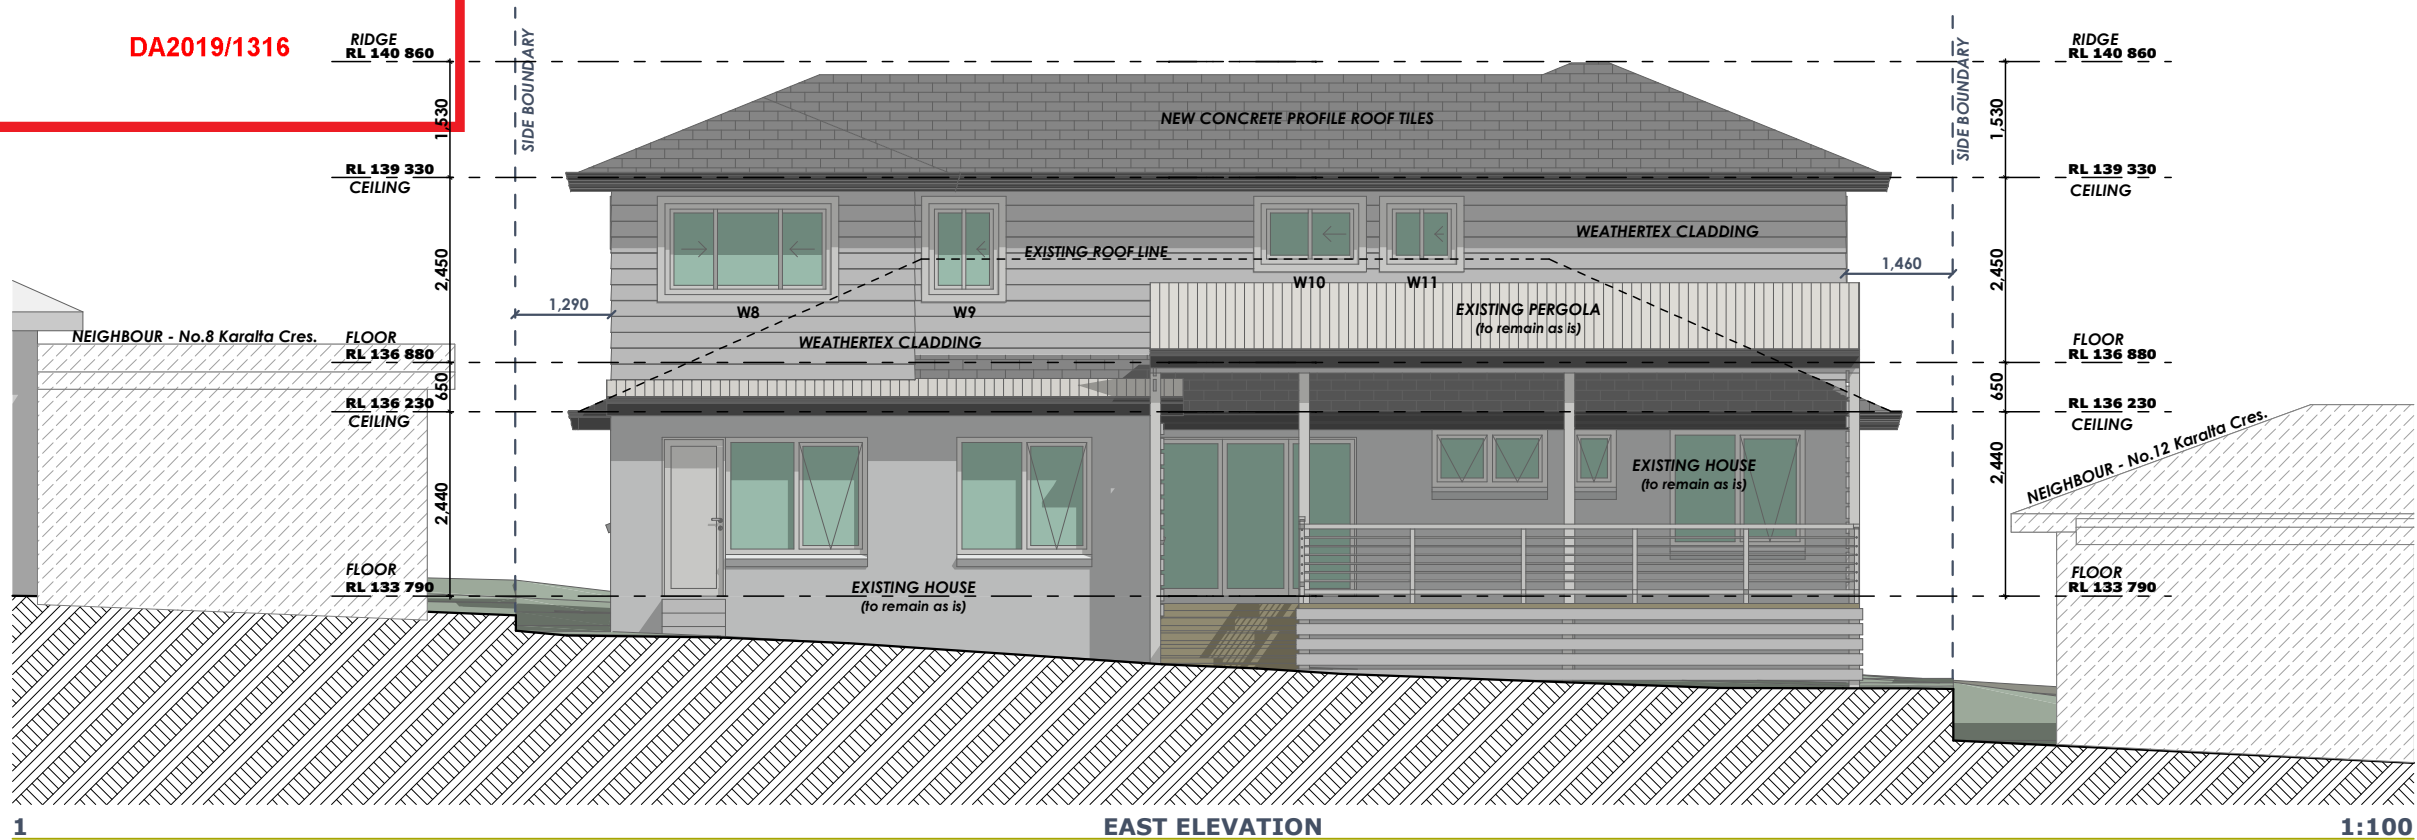 DA2019/1316
RIDGE
RL 140 860
SIDE BOUNDARY
1,530
RL 139 330
CEILING
2,450
1,290
NEIGHBOUR - No.8 Karalta Cres.
FLOOR
RL 136 880
650
RL 136 230
CEILING
2,440
FLOOR
RL 133 790
NEW CONCRETE PROFILE ROOF TILES
WEATHERTEX CLADDING
EXISTING ROOF LINE
W8
W9
W10
W11
WEATHERTEX CLADDING
EXISTING PERGOLA
(to remain as is)
EXISTING HOUSE
(to remain as is)
EXISTING HOUSE
(to remain as is)
1,460
SIDE BOUNDARY
RIDGE
RL 140 860
1,530
RL 139 330
CEILING
2,450
FLOOR
RL 136 880
650
RL 136 230
CEILING
NEIGHBOUR - No.12 Karalta Cres.
2,440
FLOOR
RL 133 790
1
EAST ELEVATION
1:100